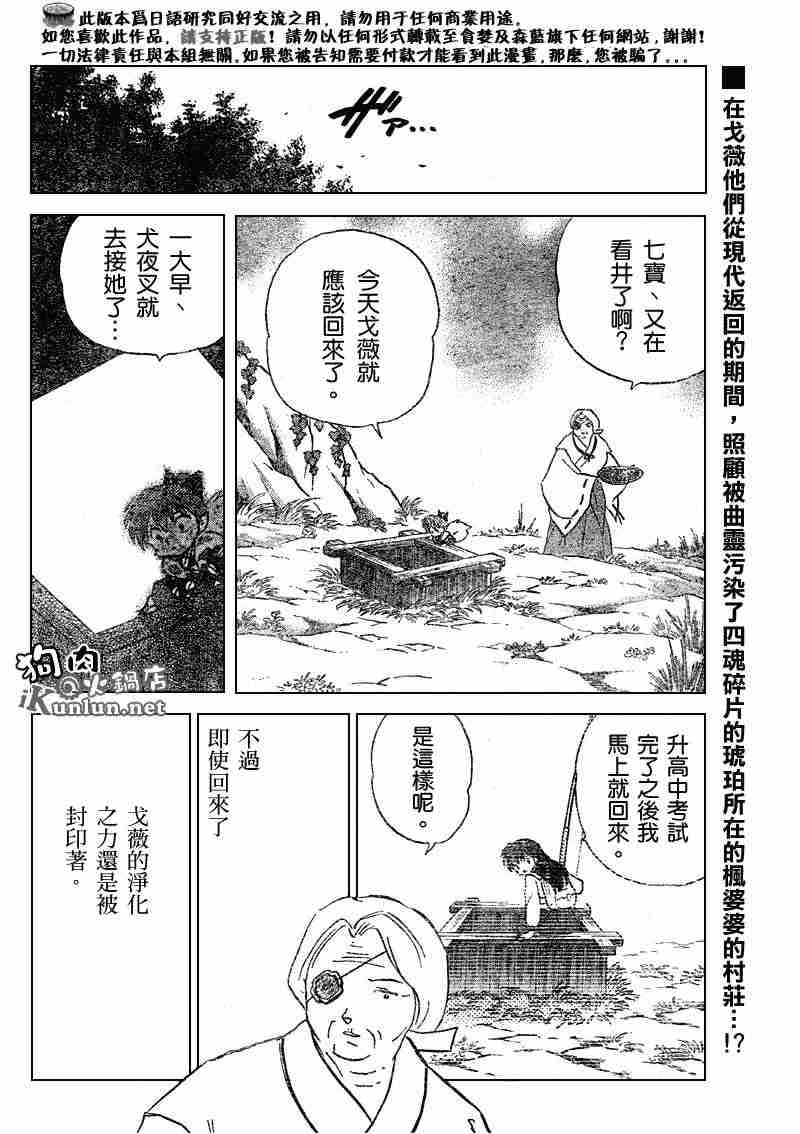 此版本爲日語研究同好交流之用, 請勿用于任何商業用途。
如您喜歡此作品, 請支持正版! 請勿以任何形式轉載至貪婪及森藍旗下任何網站, 謝謝!
一切法律責任與本組無關。如果您被告知需要付款才能看到此漫畫, 那麼, 您被騙了。。。
■在戈薇他們從現代返回的期間，照顧被曲靈污染了四魂碎片的琥珀所在的楓婆婆的村莊…!?
ザァ…
七寶、又在
看井了啊?
今天戈薇就
應該回來了。
一大早、
犬夜叉就
去接她了…
升高中考試
完了之後我
馬上就回來。
是這樣呢。
不過
即使回來了
戈薇的淨化
之力還是被
封印著。
狗肉
火鍋店
iKunlun.net